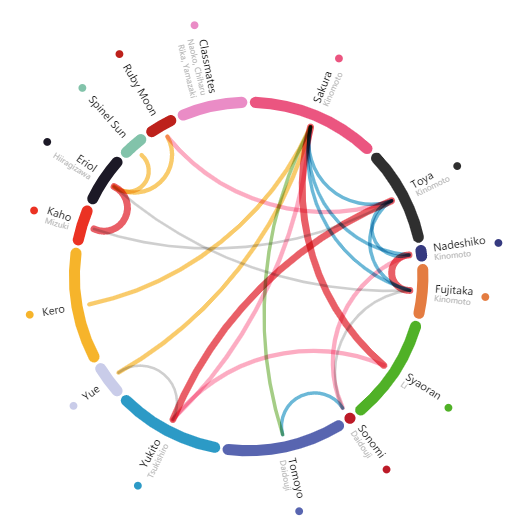 Classmates
Naoko, Chiharu
Rika, Yamazaki
Sakura
Kinomoto
Toya
Kinomoto
Nadeshiko
Kinomoto
Fujitaka
Kinomoto
Syaoran
Li
Sonomi
Daidouji
Tomoyo
Daidouji
Yukito
Tsukishiro
Yue
Kero
Kaho
Mizuki
Eriol
Hiiragizawa
Spinel Sun
Ruby Moon